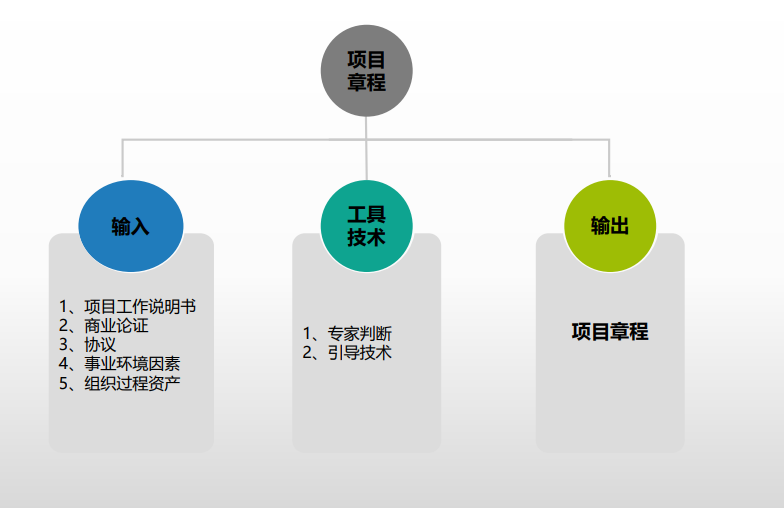 项目
章程
输入
工具
技术
输出
1、项目工作说明书
2、商业论证
3、协议
4、事业环境因素
5、组织过程资产
1、专家判断
2、引导技术
项目章程